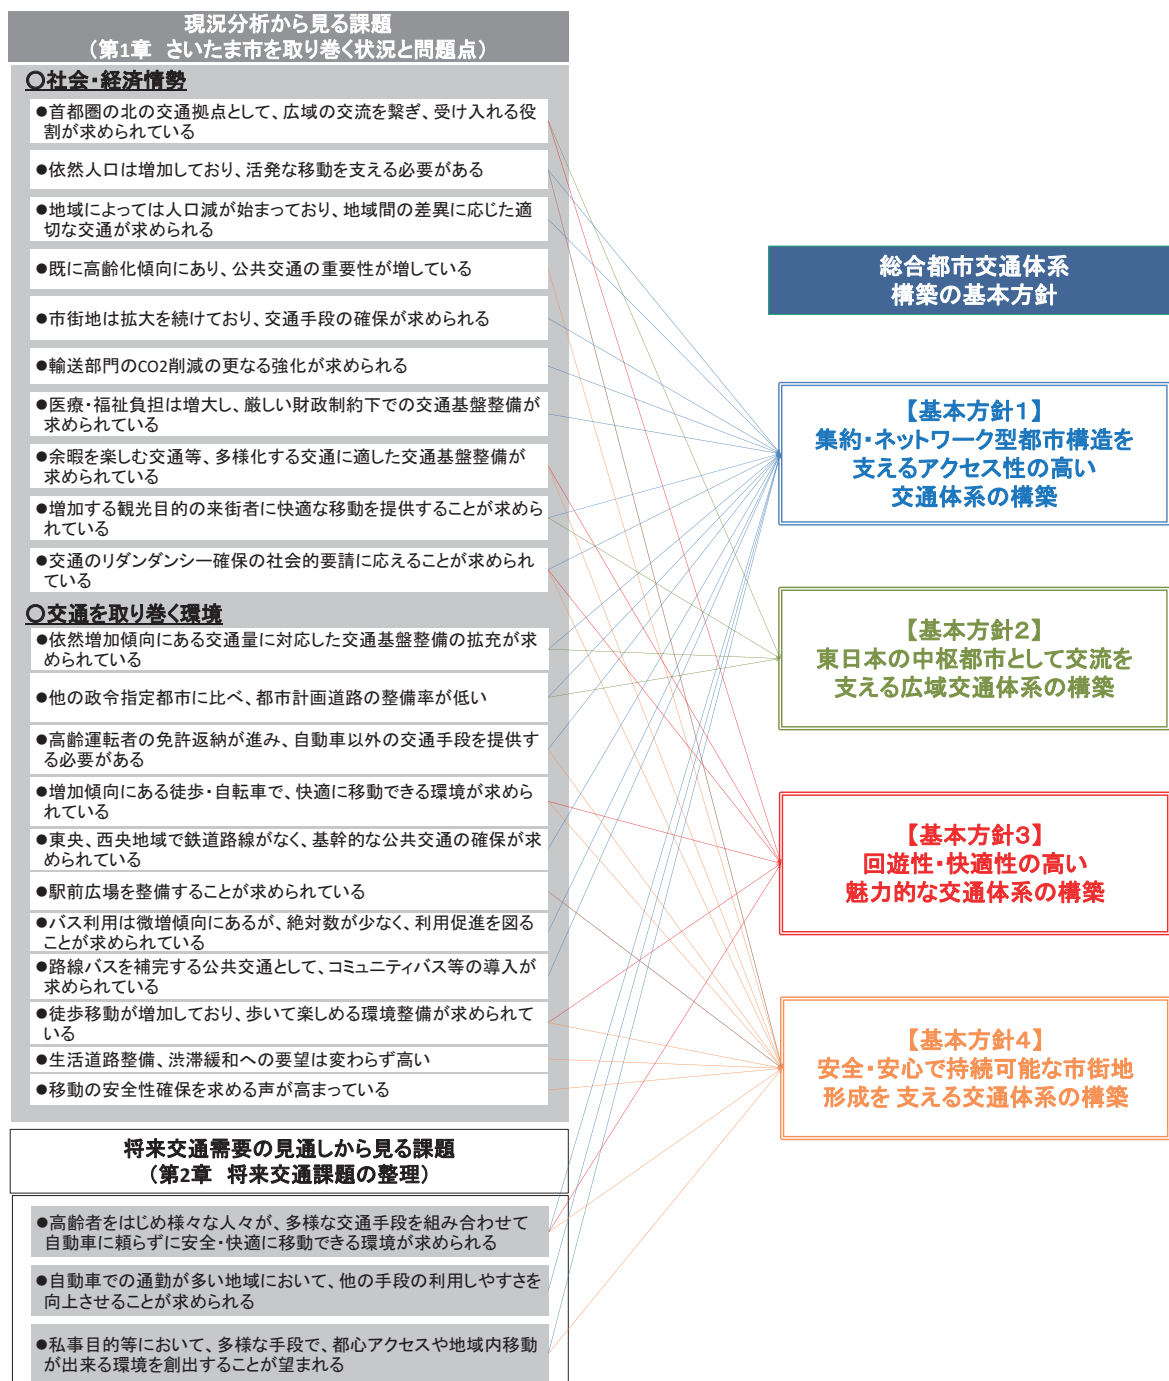 現況分析から見る課題
（第1章　さいたま市を取り巻く状況と問題点）
〇社会・経済情勢
●首都圏の北の交通拠点として、広域の交流を繋ぎ、受け入れる役
割が求められている
●依然人口は増加しており、活発な移動を支える必要がある
●地域によっては人口減が始まっており、地域間の差異に応じた適
切な交通が求められる
●既に高齢化傾向にあり、公共交通の重要性が増している
●市街地は拡大を続けており、交通手段の確保が求められる
●輸送部門のCO2削減の更なる強化が求められる
●医療・福祉負担は増大し、厳しい財政制約下での交通基盤整備が
求められている
●余暇を楽しむ交通等、多様化する交通に適した交通基盤整備が
求められている
●増加する観光目的の来街者に快適な移動を提供することが求めら
れている
●交通のリダンダンシー確保の社会的要請に応えることが求められ
ている
〇交通を取り巻く環境
●依然増加傾向にある交通量に対応した交通基盤整備の拡充が求
められている
●他の政令指定都市に比べ、都市計画道路の整備率が低い
●高齢運転者の免許返納が進み、自動車以外の交通手段を提供す
る必要がある
●増加傾向にある徒歩・自転車で、快適に移動できる環境が求めら
れている
●東央、西央地域で鉄道路線がなく、基幹的な公共交通の確保が求
められている
●駅前広場を整備することが求められている
●バス利用は微増傾向にあるが、絶対数が少なく、利用促進を図る
ことが求められている
●路線バスを補完する公共交通として、コミュニティバス等の導入が
求められている
●徒歩移動が増加しており、歩いて楽しめる環境整備が求められて
いる
●生活道路整備、渋滞緩和への要望は変わらず高い
●移動の安全性確保を求める声が高まっている
将来交通需要の見通しから見る課題
（第2章　将来交通課題の整理）
●高齢者をはじめ様々な人々が、多様な交通手段を組み合わせて
自動車に頼らずに安全・快適に移動できる環境が求められる
●自動車での通勤が多い地域において、他の手段の利用しやすさを
向上させることが求められる
●私事目的等において、多様な手段で、都心アクセスや地域内移動
が出来る環境を創出することが望まれる
総合都市交通体系
構築の基本方針
【基本方針１】
集約・ネットワーク型都市構造を
支えるアクセス性の高い
交通体系の構築
【基本方針２】
東日本の中枢都市として交流を
支える広域交通体系の構築
【基本方針３】
回遊性・快適性の高い
魅力的な交通体系の構築
【基本方針４】
安全・安心で持続可能な市街地
形成を 支える交通体系の構築